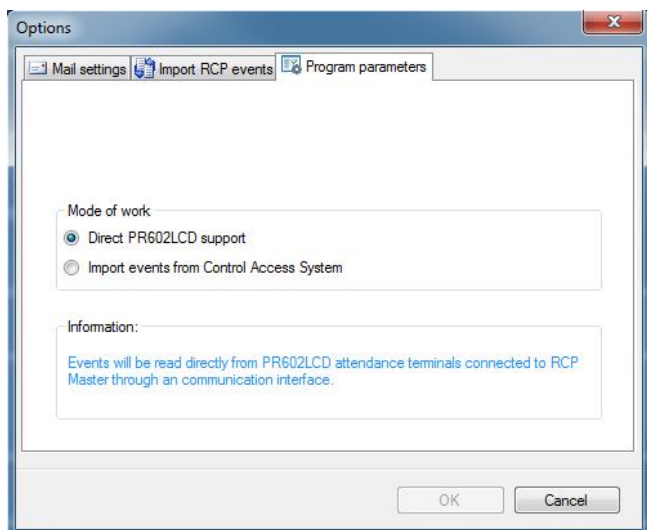 Options
Mail settings Import RCP events Program parameters
Mode of work
Direct PR602LCD support
Import events from Control Access System
Information:
Events will be read directly from PR602LCD attendance terminals connected to RCP
Master through an communication interface.
OK Cancel